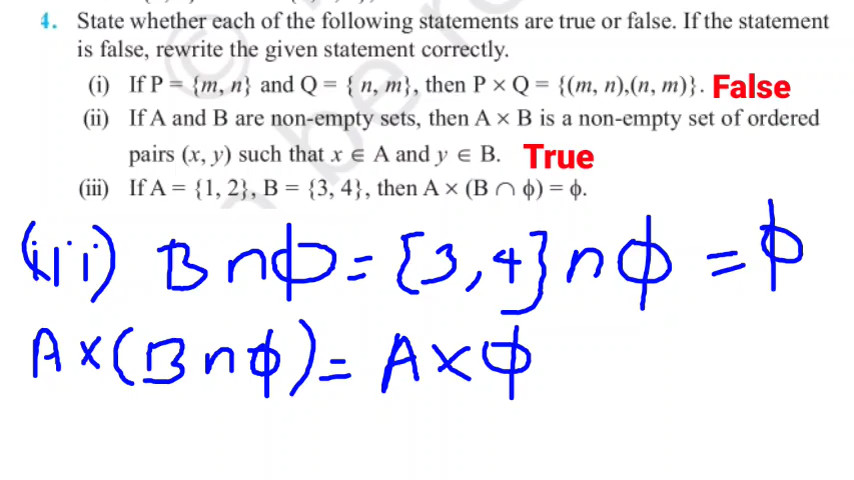 4. State whether each of the following statements are true or false. If the statement
is false, rewrite the given statement correctly.
(i) If P = {m, n} and Q = { n, m}, then P × Q = {(m, n),(n, m)}. False
(ii) If A and B are non-empty sets, then A × B is a non-empty set of ordered
pairs (x, y) such that x ∈ A and y ∈ B. True
(iii) If A = {1, 2}, B = {3, 4}, then A × (B ∩ ϕ) = ϕ.
(iii) B ∩ ϕ = {3,4} ∩ ϕ = ϕ
A × (B ∩ ϕ) = A × ϕ